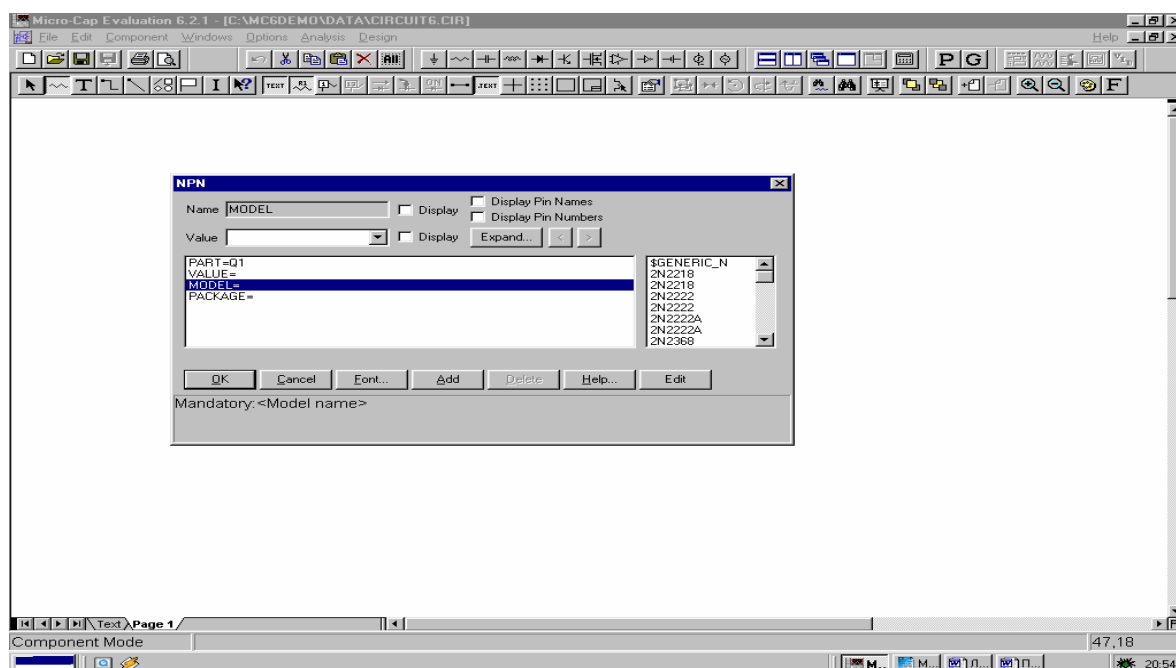 Micro-Cap Evaluation 6.2.1 - [C:\MC6DEMO\DATA\CIRCUIT6.CIR]
File Edit Component Windows Options Analysis Design Help
All P G
T I TEXT TEXT F
NPN
Name MODEL Display Display Pin Names
Display Pin Numbers
Value Display Expand... < >
PART=Q1
VALUE=
MODEL=
PACKAGE=
$GENERIC_N
2N2218
2N2218
2N2222
2N2222
2N2222A
2N2222A
2N2368
OK Cancel Font... Add Delete Help... Edit
Mandatory:<Model name>
Text Page 1
Component Mode 47,18
M.. M... Л... П... 20:54